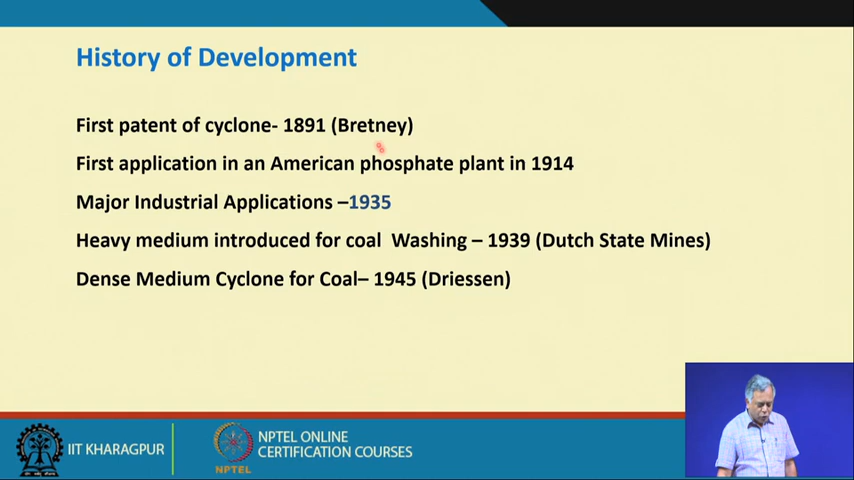 History of Development
First patent of cyclone- 1891 (Bretney)
First application in an American phosphate plant in 1914
Major Industrial Applications –1935
Heavy medium introduced for coal Washing – 1939 (Dutch State Mines)
Dense Medium Cyclone for Coal– 1945 (Driessen)
IIT KHARAGPUR
NPTEL
NPTEL ONLINE
CERTIFICATION COURSES